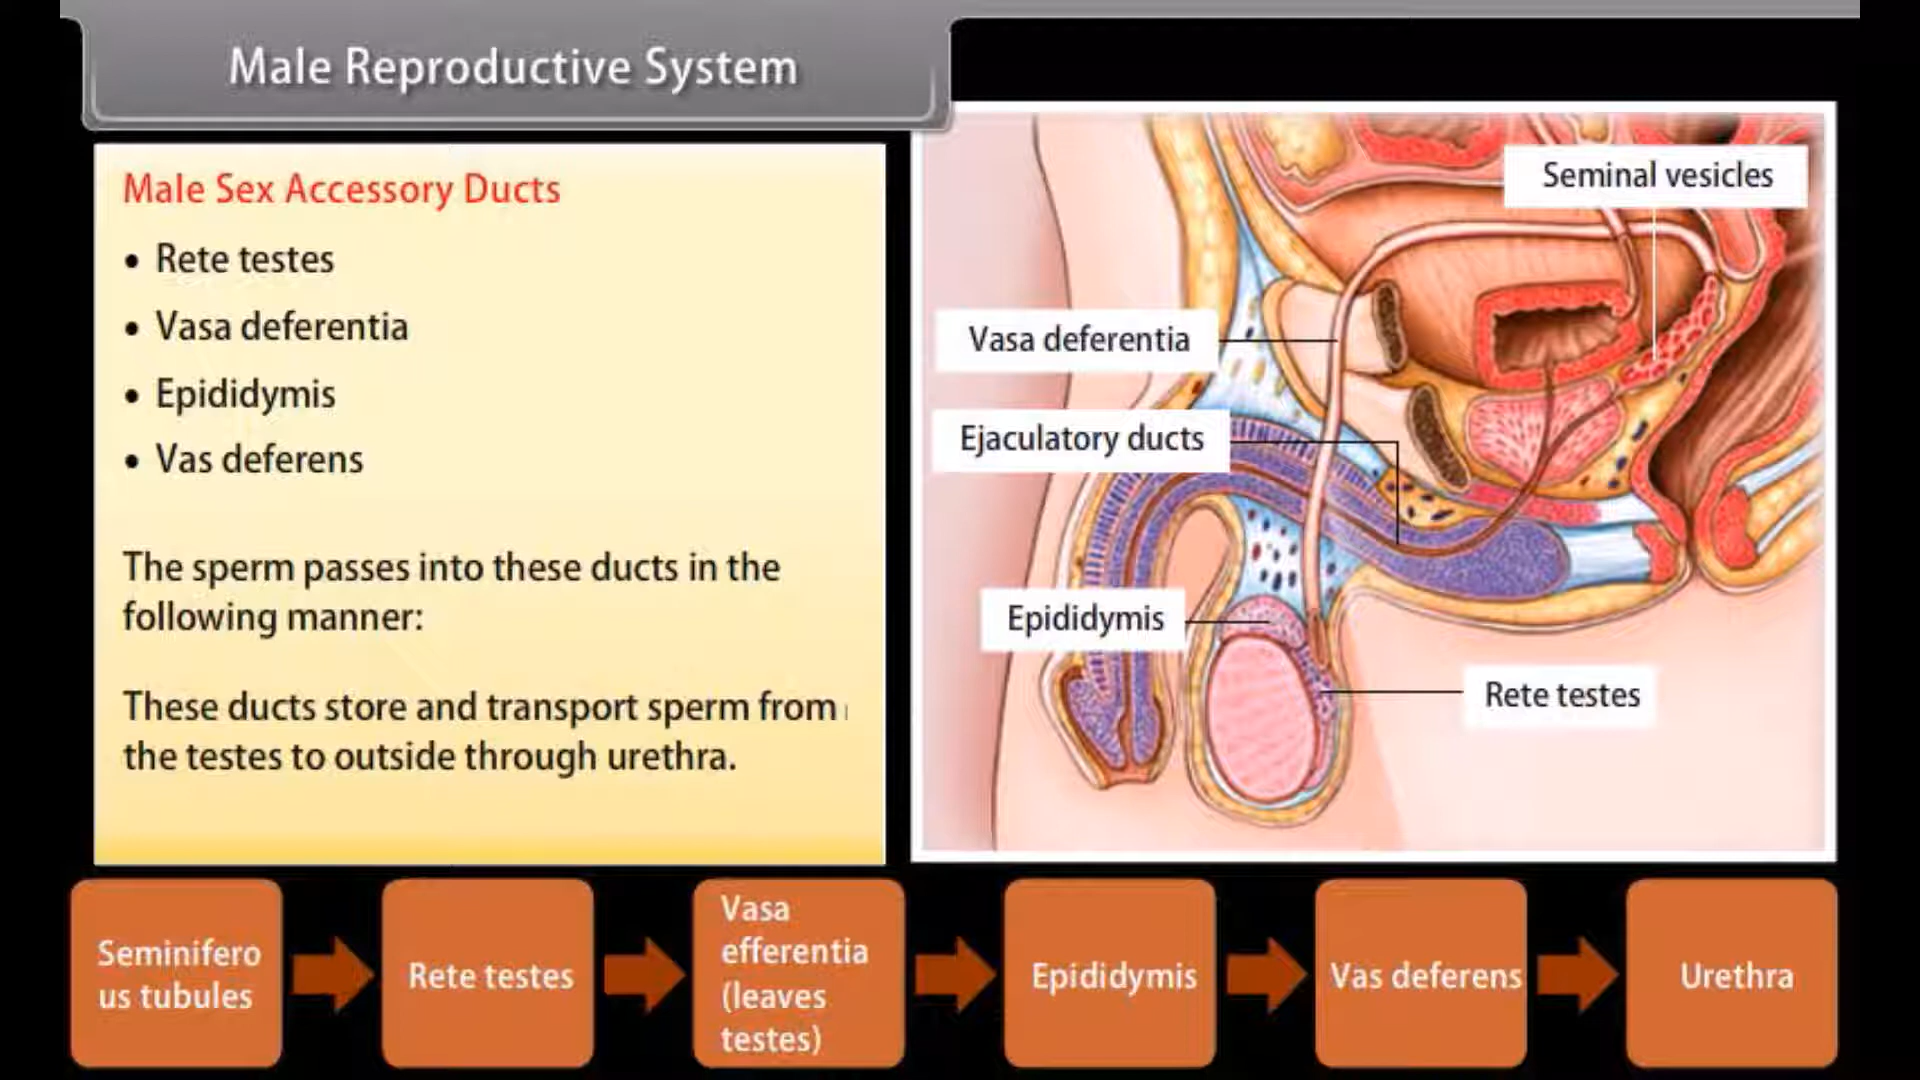 Male Reproductive System
Male Sex Accessory Ducts
• Rete testes
• Vasa deferentia
• Epididymis
• Vas deferens
The sperm passes into these ducts in the
following manner:
These ducts store and transport sperm from
the testes to outside through urethra.
Seminal vesicles
Vasa deferentia
Ejaculatory ducts
Epididymis
Rete testes
Seminifero
us tubules
Rete testes
Vasa
efferentia
(leaves
testes)
Epididymis
Vas deferens
Urethra